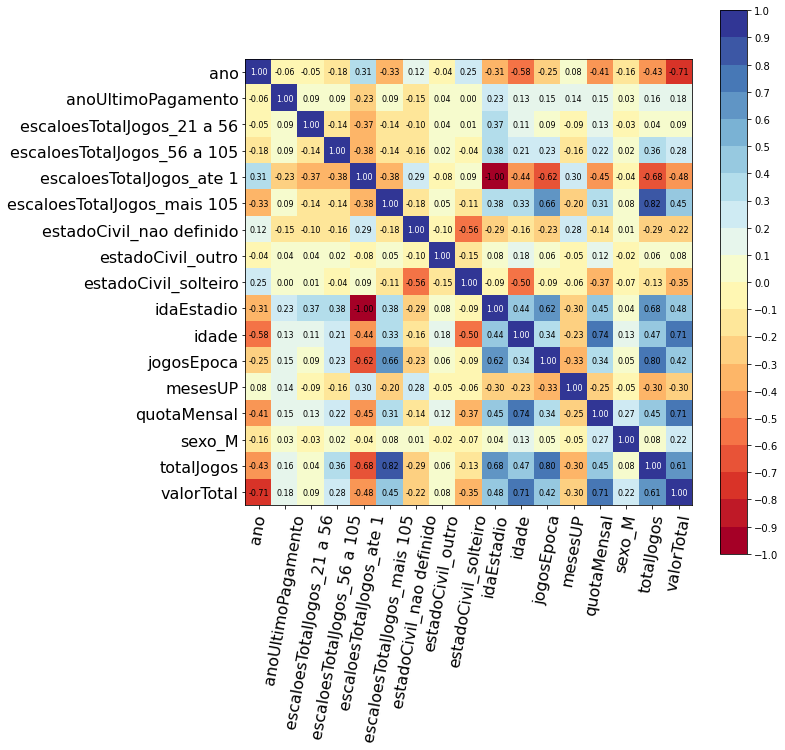 ano 1.00 -0.06 -0.05 -0.18 0.31 -0.33 0.12 -0.04 0.25 -0.31 -0.58 -0.25 0.08 -0.41 -0.16 -0.43 -0.71
anoUltimoPagamento -0.06 1.00 0.09 0.09 -0.23 0.09 -0.15 0.04 0.00 0.23 0.13 0.15 0.14 0.15 0.03 0.16 0.18
escaloesTotalJogos_21 a 56 -0.05 0.09 1.00 -0.14 -0.37 -0.14 -0.10 0.04 0.01 0.37 0.11 0.09 -0.09 0.13 -0.03 0.04 0.09
escaloesTotalJogos_56 a 105 -0.18 0.09 -0.14 1.00 -0.38 -0.14 -0.16 0.02 -0.04 0.38 0.21 0.23 -0.16 0.22 0.02 0.36 0.28
escaloesTotalJogos_ate 1 0.31 -0.23 -0.37 -0.38 1.00 -0.38 0.29 -0.08 0.09 -1.00 -0.44 -0.62 0.30 -0.45 -0.04 -0.68 -0.48
escaloesTotalJogos_mais 105 -0.33 0.09 -0.14 -0.14 -0.38 1.00 -0.18 0.05 -0.11 0.38 0.33 0.66 -0.20 0.31 0.08 0.82 0.45
estadoCivil_nao definido 0.12 -0.15 -0.10 -0.16 0.29 -0.18 1.00 -0.10 -0.56 -0.29 -0.16 -0.23 0.28 -0.14 0.01 -0.29 -0.22
estadoCivil_outro -0.04 0.04 0.04 0.02 -0.08 0.05 -0.10 1.00 -0.15 0.08 0.18 0.06 -0.05 0.12 -0.02 0.06 0.08
estadoCivil_solteiro 0.25 0.00 0.01 -0.04 0.09 -0.11 -0.56 -0.15 1.00 -0.09 -0.50 -0.09 -0.06 -0.37 -0.07 -0.13 -0.35
idaEstadio -0.31 0.23 0.37 0.38 -1.00 0.38 -0.29 0.08 -0.09 1.00 0.44 0.62 -0.30 0.45 0.04 0.68 0.48
idade -0.58 0.13 0.11 0.21 -0.44 0.33 -0.16 0.18 -0.50 0.44 1.00 0.34 -0.23 0.74 0.13 0.47 0.71
jogosEpoca -0.25 0.15 0.09 0.23 -0.62 0.66 -0.23 0.06 -0.09 0.62 0.34 1.00 -0.33 0.34 0.05 0.80 0.42
mesesUP 0.08 0.14 -0.09 -0.16 0.30 -0.20 0.28 -0.05 -0.06 -0.30 -0.23 -0.33 1.00 -0.25 -0.05 -0.30 -0.30
quotaMensal -0.41 0.15 0.13 0.22 -0.45 0.31 -0.14 0.12 -0.37 0.45 0.74 0.34 -0.25 1.00 0.27 0.45 0.71
sexo_M -0.16 0.03 -0.03 0.02 -0.04 0.08 0.01 -0.02 -0.07 0.04 0.13 0.05 -0.05 0.27 1.00 0.08 0.22
totalJogos -0.43 0.16 0.04 0.36 -0.68 0.82 -0.29 0.06 -0.13 0.68 0.47 0.80 -0.30 0.45 0.08 1.00 0.61
valorTotal -0.71 0.18 0.09 0.28 -0.48 0.45 -0.22 0.08 -0.35 0.48 0.71 0.42 -0.30 0.71 0.22 0.61 1.00
ano
anoUltimoPagamento
escaloesTotalJogos_21 a 56
escaloesTotalJogos_56 a 105
escaloesTotalJogos_ate 1
escaloesTotalJogos_mais 105
estadoCivil_nao definido
estadoCivil_outro
estadoCivil_solteiro
idaEstadio
idade
jogosEpoca
mesesUP
quotaMensal
sexo_M
totalJogos
valorTotal
1.0
0.9
0.8
0.7
0.6
0.5
0.4
0.3
0.2
0.1
0.0
−0.1
−0.2
−0.3
−0.4
−0.5
−0.6
−0.7
−0.8
−0.9
−1.0